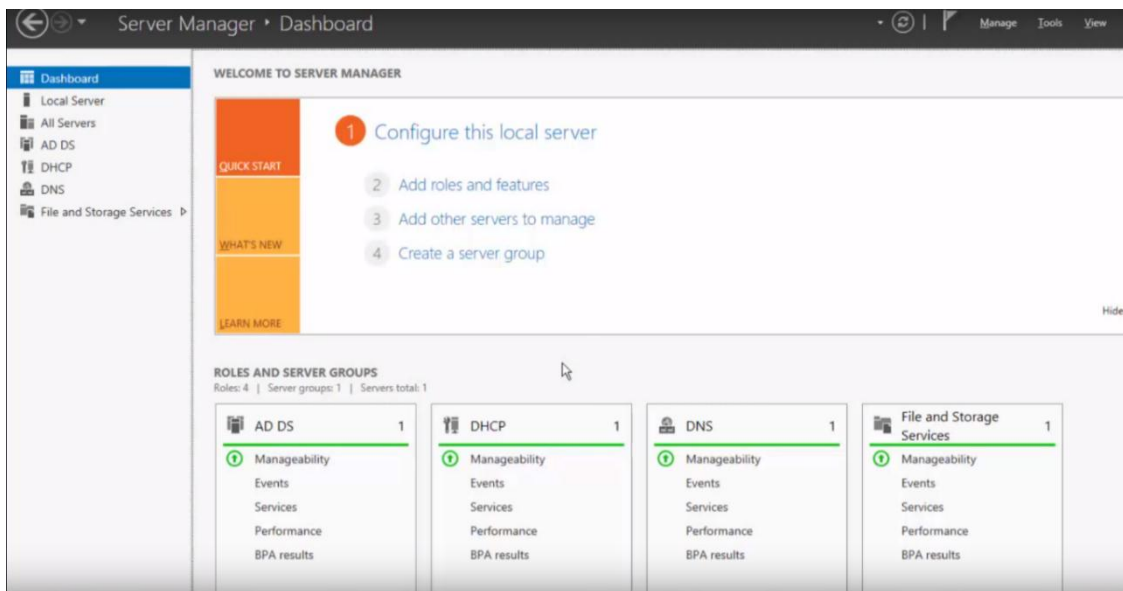 Server Manager • Dashboard
Manage Tools View
Dashboard
Local Server
All Servers
AD DS
DHCP
DNS
File and Storage Services
WELCOME TO SERVER MANAGER
QUICK START
WHAT'S NEW
LEARN MORE
1 Configure this local server
2 Add roles and features
3 Add other servers to manage
4 Create a server group
Hide
ROLES AND SERVER GROUPS
Roles: 4 | Server groups: 1 | Servers total: 1
AD DS 1
Manageability
Events
Services
Performance
BPA results
DHCP 1
Manageability
Events
Services
Performance
BPA results
DNS 1
Manageability
Events
Services
Performance
BPA results
File and Storage
Services 1
Manageability
Events
Services
Performance
BPA results